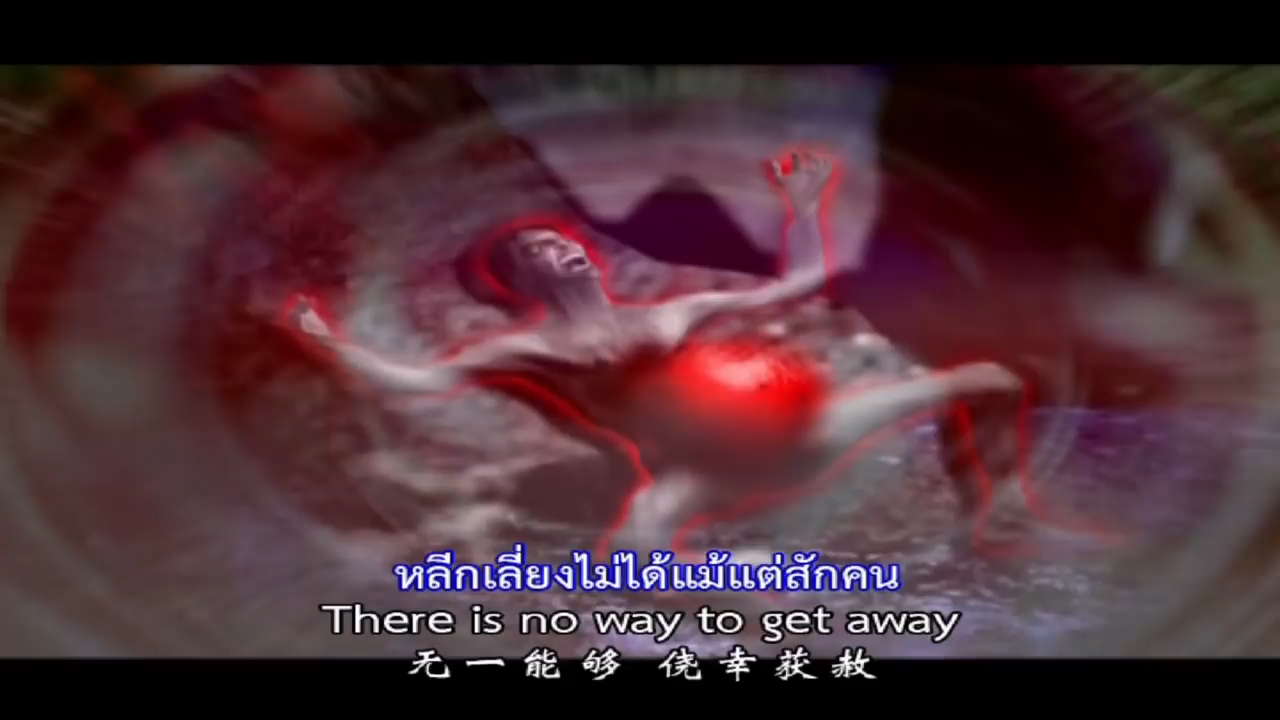 หลีกเลี่ยงไม่ได้แม้แต่สักคน
There is no way to get away
无一能够 侥幸获赦